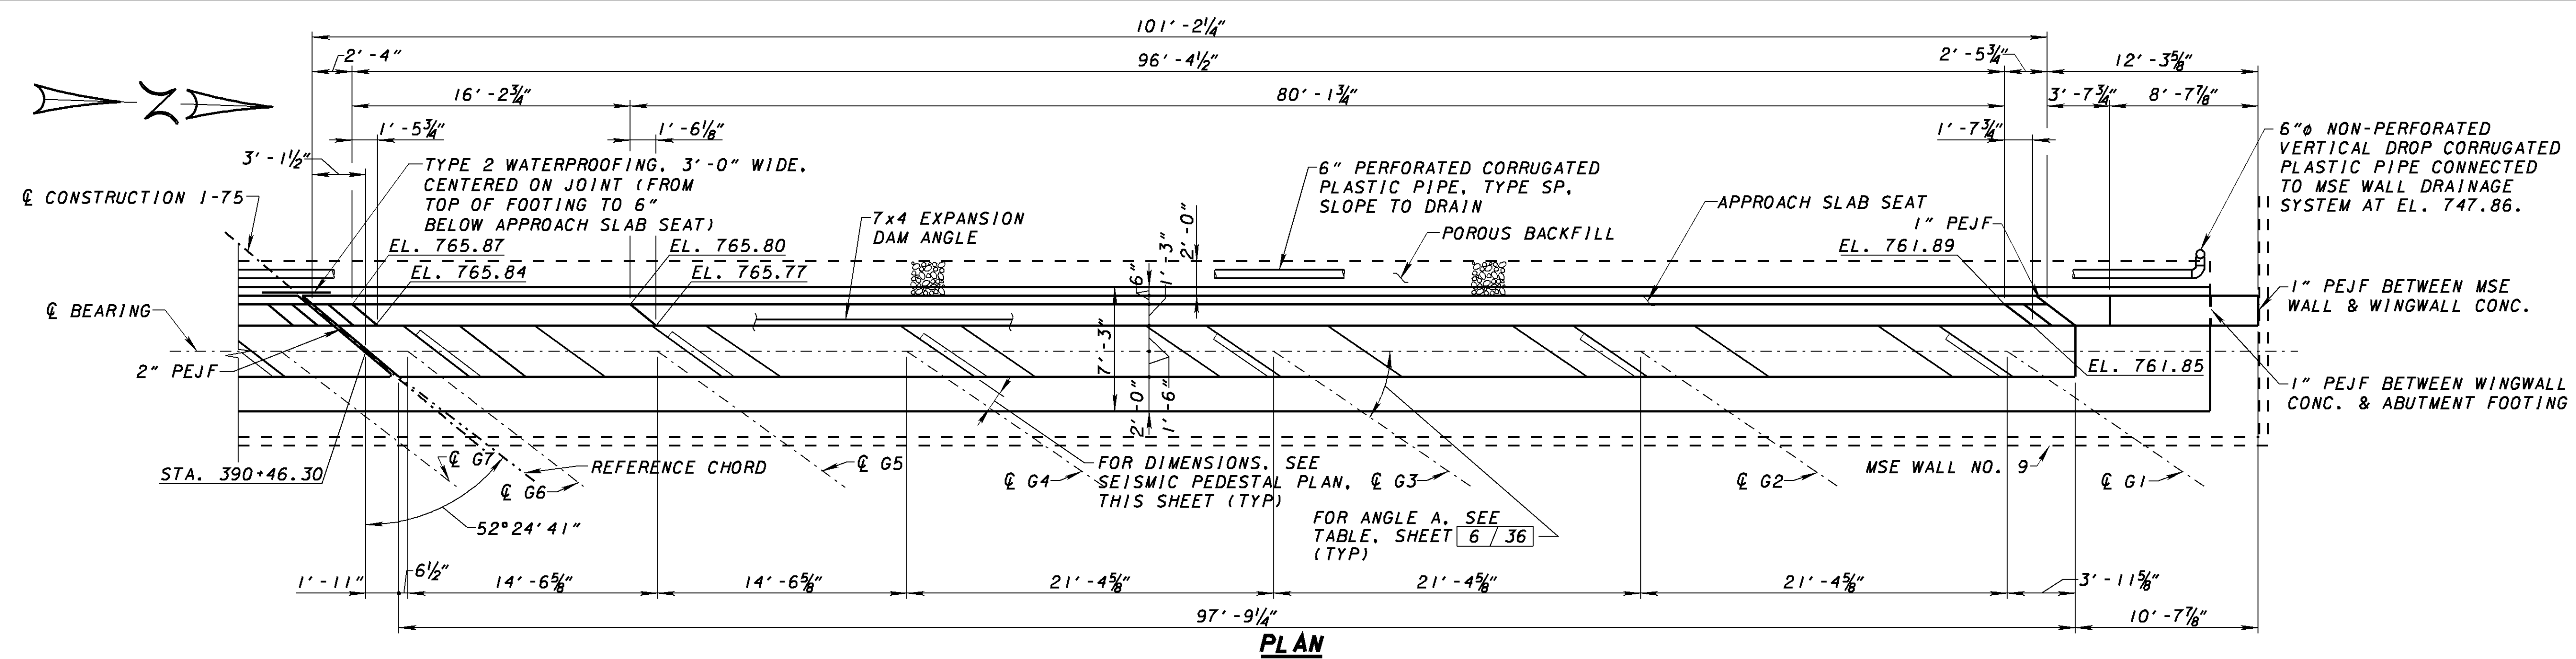 101'-2¼"
2'-4"
96'-4½"
2'-5¾"
12'-3⅝"
16'-2¾"
80'-1¾"
3'-7¾"
8'-7⅞"
1'-5¾"
1'-6⅛"
1'-7¾"
3'-1½"
N
TYPE 2 WATERPROOFING, 3'-0" WIDE,
CENTERED ON JOINT (FROM
TOP OF FOOTING TO 6"
BELOW APPROACH SLAB SEAT)
6" PERFORATED CORRUGATED
PLASTIC PIPE, TYPE SP,
SLOPE TO DRAIN
6"ø NON-PERFORATED
VERTICAL DROP CORRUGATED
PLASTIC PIPE CONNECTED
TO MSE WALL DRAINAGE
SYSTEM AT EL. 747.86.
℄ CONSTRUCTION I-75
7x4 EXPANSION
DAM ANGLE
APPROACH SLAB SEAT
1" PEJF
POROUS BACKFILL
EL. 765.87
EL. 765.84
EL. 765.80
EL. 765.77
EL. 761.89
EL. 761.85
6"
1'-3"
2'-0"
7'-3"
2'-0"
1'-6"
℄ BEARING
2" PEJF
1" PEJF BETWEEN MSE
WALL & WINGWALL CONC.
1" PEJF BETWEEN WINGWALL
CONC. & ABUTMENT FOOTING
STA. 390+46.30
℄ G7
℄ G6
REFERENCE CHORD
℄ G5
℄ G4
FOR DIMENSIONS, SEE
SEISMIC PEDESTAL PLAN,
THIS SHEET (TYP)
℄ G3
℄ G2
MSE WALL NO. 9
℄ G1
52°24'41"
FOR ANGLE A, SEE
TABLE, SHEET 6/36
(TYP)
1'-11"
6½"
14'-6⅝"
14'-6⅝"
21'-4⅝"
21'-4⅝"
21'-4⅝"
3'-11⅝"
97'-9¼"
10'-7⅞"
PLAN